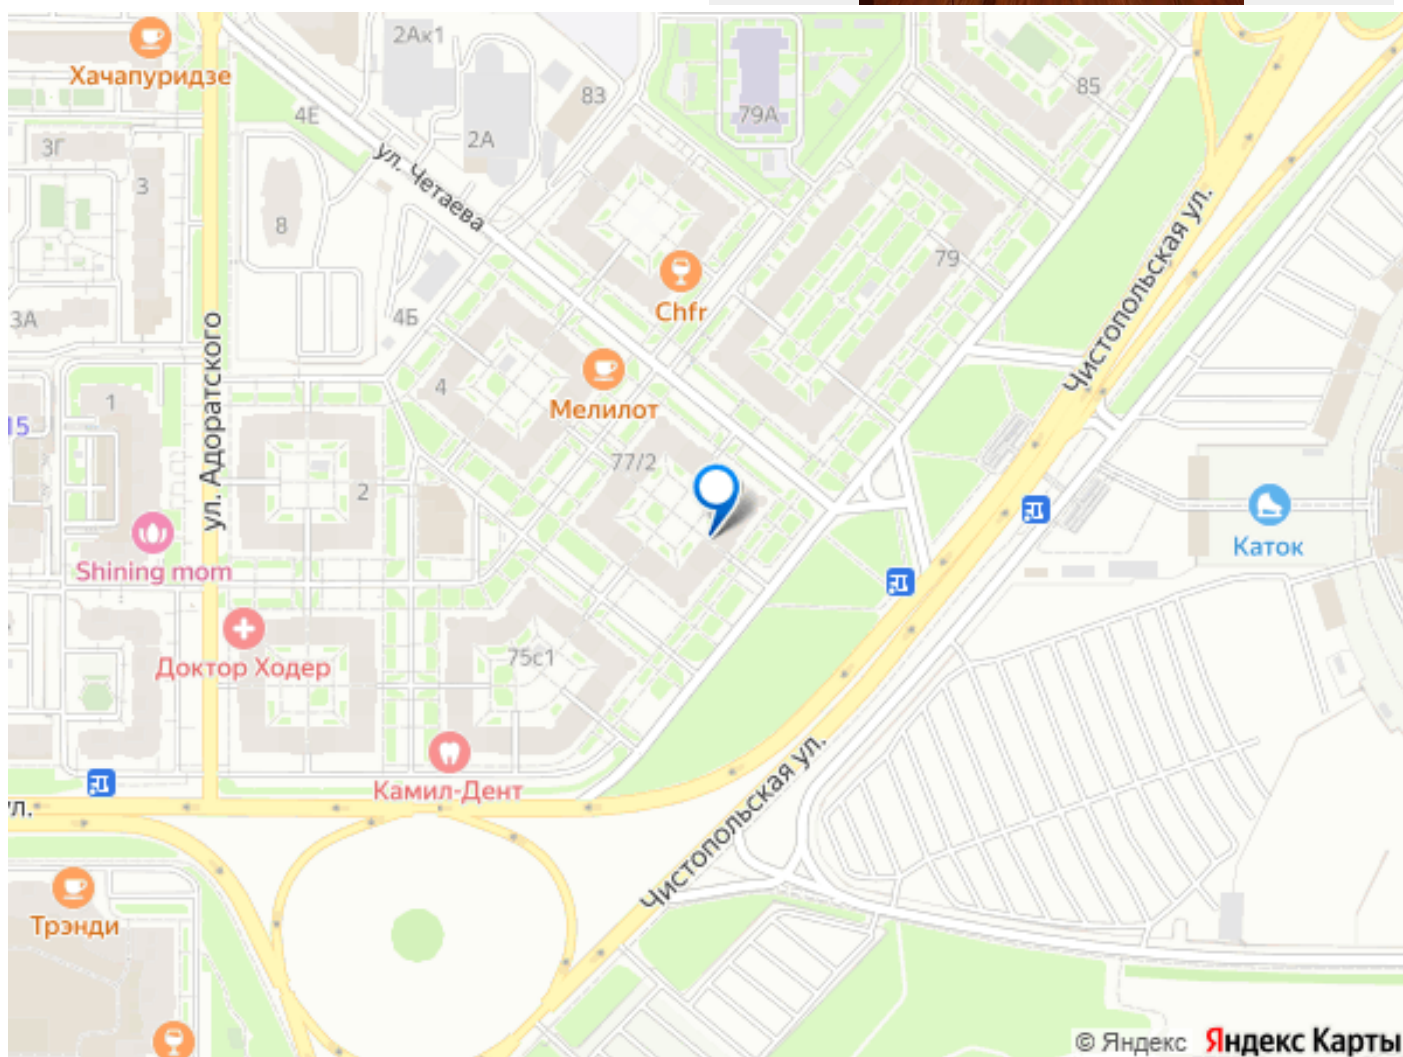 2Ак1
Хачапуридзе
83
85
4Е
79А
2А
3Г
ул. Четаева
3
8
Чистопольская ул.
79
Chfr
4Б
3А
ул. Адоратского
Мелилот
4
1
15
77/2
2
Каток
Shining mom
75с1
Доктор Ходер
Камил-Дент
ул.
Чистопольская ул.
Трэнди
© Яндекс Яндекс Карты